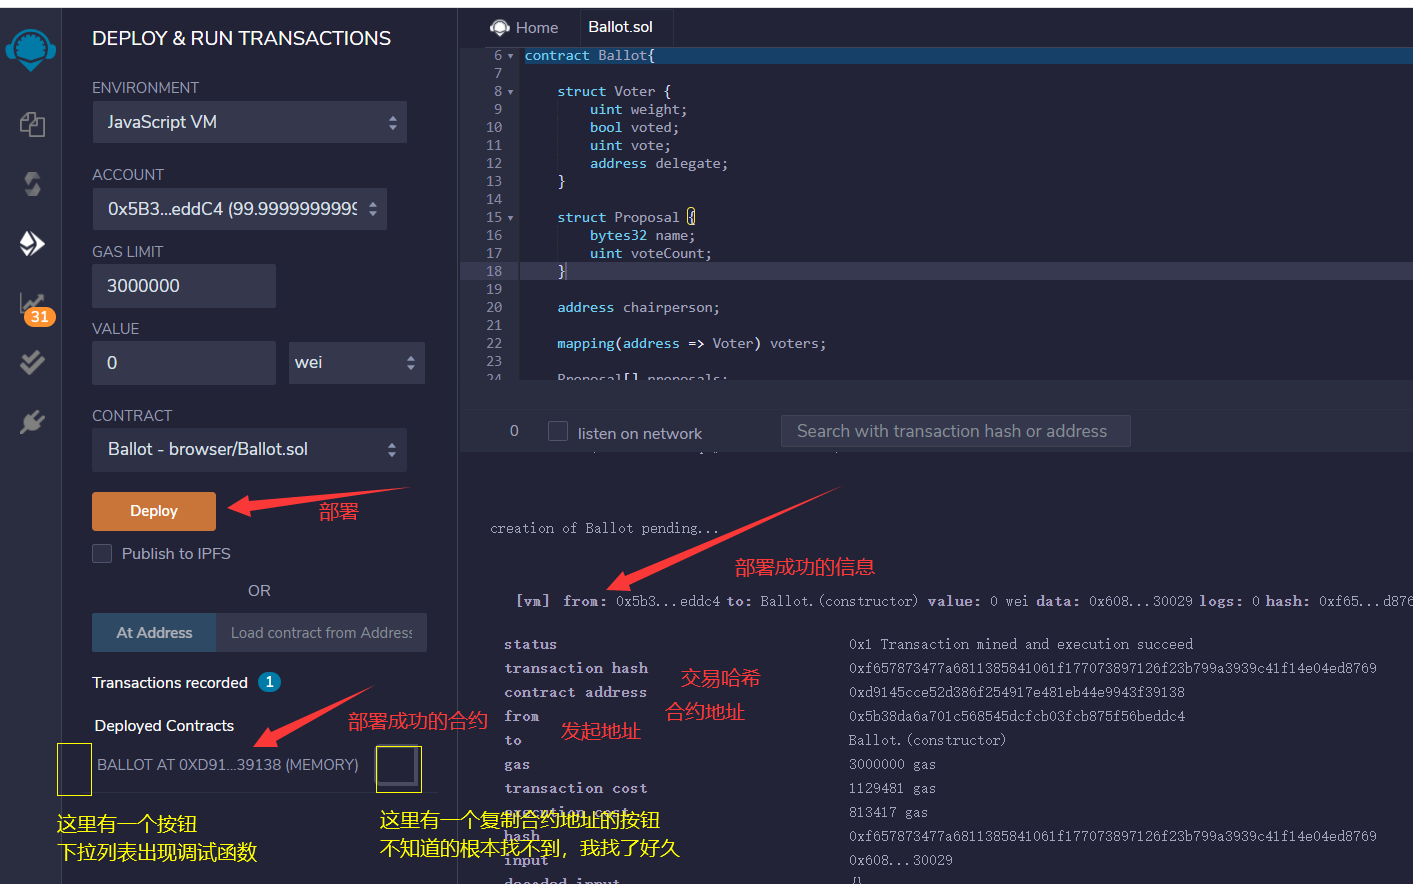 DEPLOY & RUN TRANSACTIONS
ENVIRONMENT
JavaScript VM
ACCOUNT
0x5B3...eddC4 (99.9999999999
GAS LIMIT
3000000
31
VALUE
0
wei
CONTRACT
Ballot - browser/Ballot.sol
Deploy
部署
Publish to IPFS
OR
At Address
Load contract from Address
Transactions recorded 1
Deployed Contracts
部署成功的合约
BALLOT AT 0XD91...39138 (MEMORY)
这里有一个按钮
下拉列表出现调试函数
这里有一个复制合约地址的按钮
不知道的根本找不到，我找了好久
Home
Ballot.sol
6 contract Ballot{
7
8 struct Voter {
9 uint weight;
10 bool voted;
11 uint vote;
12 address delegate;
13 }
14
15 struct Proposal {
16 bytes32 name;
17 uint voteCount;
18 }
19
20 address chairperson;
21
22 mapping(address => Voter) voters;
23
24 Proposal[] proposals;
0
listen on network
Search with transaction hash or address
creation of Ballot pending...
部署成功的信息
[vm] from: 0x5b3...eddc4 to: Ballot.(constructor) value: 0 wei data: 0x608...30029 logs: 0 hash: 0xf65...d876
status 0x1 Transaction mined and execution succeed
transaction hash 交易哈希 0xf657873477a6811385841061f177073897126f23b799a3939c41f14e04ed8769
contract address 合约地址 0xd9145cce52d386f254917e481eb44e9943f39138
from 发起地址 0x5b38da6a701c568545dcfcb03fcb875f56beddc4
to Ballot.(constructor)
gas 3000000 gas
transaction cost 1129481 gas
execution cost 813417 gas
hash 0xf657873477a6811385841061f177073897126f23b799a3939c41f14e04ed8769
input 0x608...30029
decoded input {}